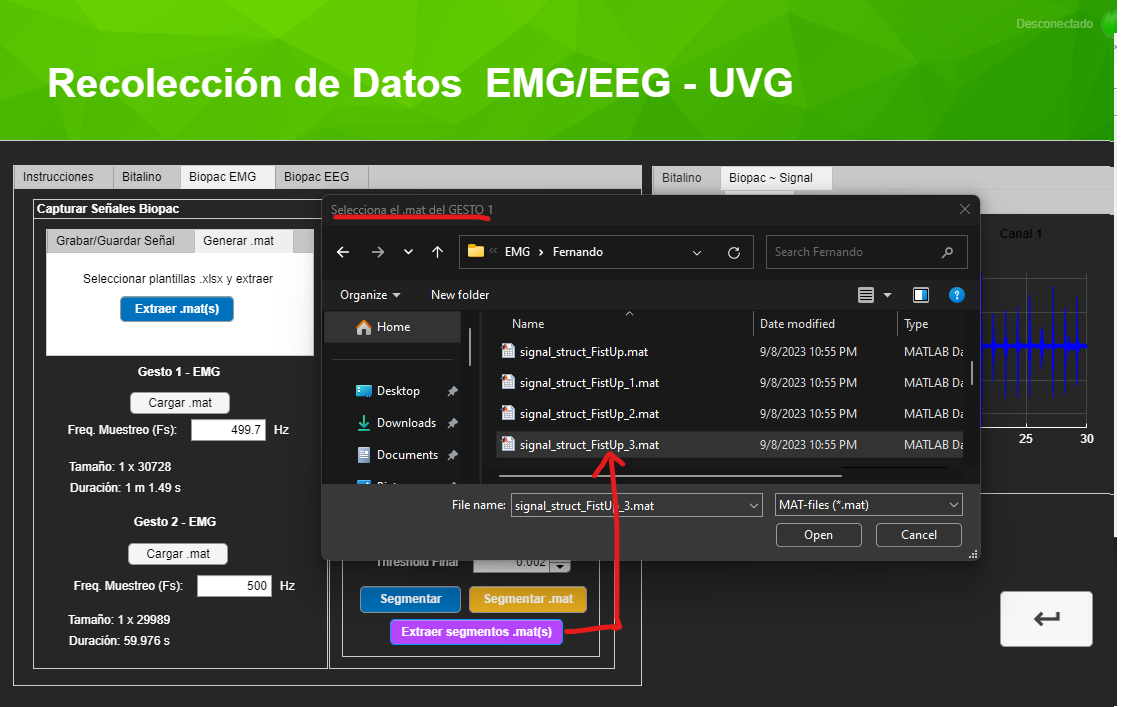 Desconectado
Recolección de Datos EMG/EEG - UVG
Instrucciones Bitalino Biopac EMG Biopac EEG
Bitalino Biopac ~ Signal
Capturar Señales Biopac
Grabar/Guardar Señal Generar .mat
Seleccionar plantillas .xlsx y extraer
Extraer .mat(s)
Gesto 1 - EMG
Cargar .mat
Freq. Muestreo (Fs): 499.7 Hz
Tamaño: 1 x 30728
Duración: 1 m 1.49 s
Gesto 2 - EMG
Cargar .mat
Freq. Muestreo (Fs): 500 Hz
Tamaño: 1 x 29989
Duración: 59.976 s
Selecciona el .mat del GESTO 1
« EMG › Fernando
Search Fernando
Organize New folder
Home
Desktop
Downloads
Documents
Name Date modified Type
signal_struct_FistUp.mat 9/8/2023 10:55 PM MATLAB Da
signal_struct_FistUp_1.mat 9/8/2023 10:55 PM MATLAB Da
signal_struct_FistUp_2.mat 9/8/2023 10:55 PM MATLAB Da
signal_struct_FistUp_3.mat 9/8/2023 10:55 PM MATLAB Da
File name: signal_struct_FistUp_3.mat MAT-files (*.mat)
Open Cancel
Canal 1
25 30
Threshold Final 0.002
Segmentar Segmentar .mat
Extraer segmentos .mat(s)